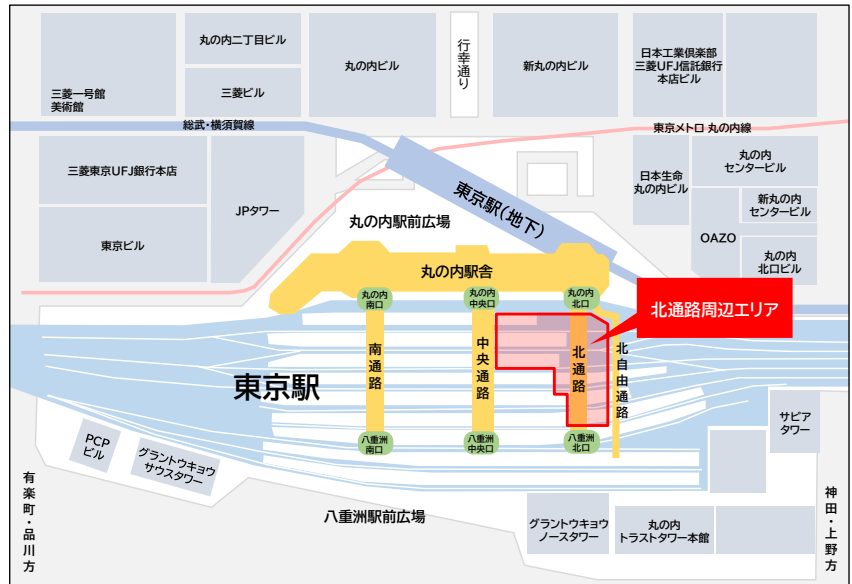 丸の内二丁目ビル
三菱一号館
美術館
三菱ビル
丸の内ビル
行幸通り
新丸の内ビル
日本工業倶楽部
三菱UFJ信託銀行
本店ビル
総武・横須賀線
東京メトロ 丸の内線
三菱東京UFJ銀行本店
東京ビル
JPタワー
丸の内駅前広場
東京駅(地下)
日本生命
丸の内ビル
丸の内
センタービル
新丸の内
センタービル
OAZO
丸の内
北口ビル
丸の内駅舎
丸の内
南口
丸の内
中央口
丸の内
北口
北通路周辺エリア
南通路
中央通路
北通路
北自由通路
東京駅
八重洲
南口
八重洲
中央口
八重洲
北口
サピア
タワー
PCP
ビル
グラントウキョウ
サウスタワー
八重洲駅前広場
グラントウキョウ
ノースタワー
丸の内
トラストタワー本館
有楽町・品川方
神田・上野方